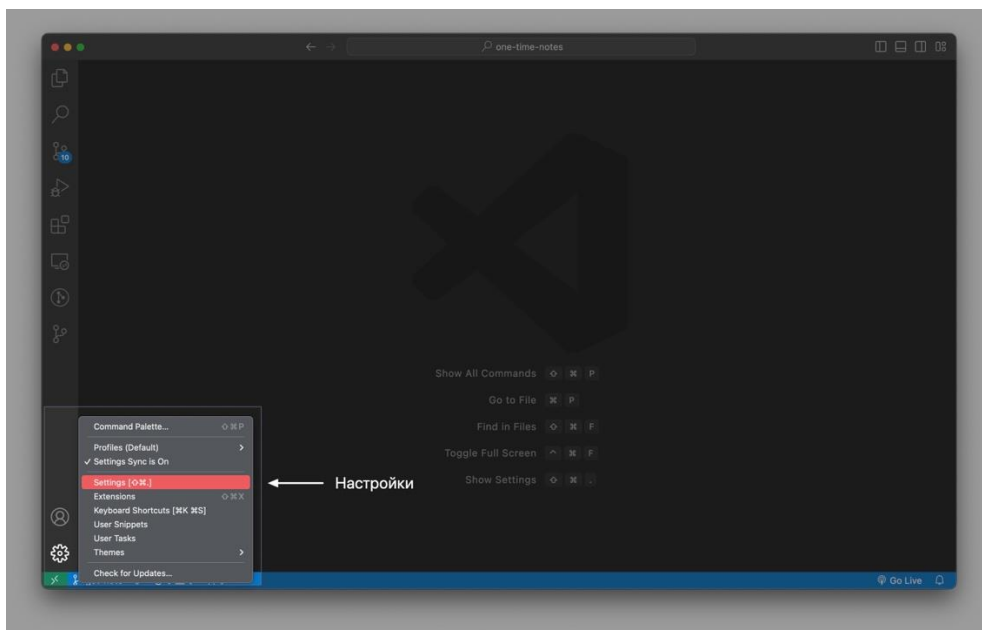 one-time-notes
10
Show All Commands ⇧ ⌘ P
Go to File ⌘ P
Find in Files ⇧ ⌘ F
Toggle Full Screen ^ ⌘ F
Show Settings ⇧ ⌘ .
Command Palette... ⇧⌘P
Profiles (Default) >
✓ Settings Sync is On
Settings [⇧⌘.]
Настройки
Extensions ⇧⌘X
Keyboard Shortcuts [⌘K ⌘S]
User Snippets
User Tasks
Themes >
Check for Updates...
Go Live